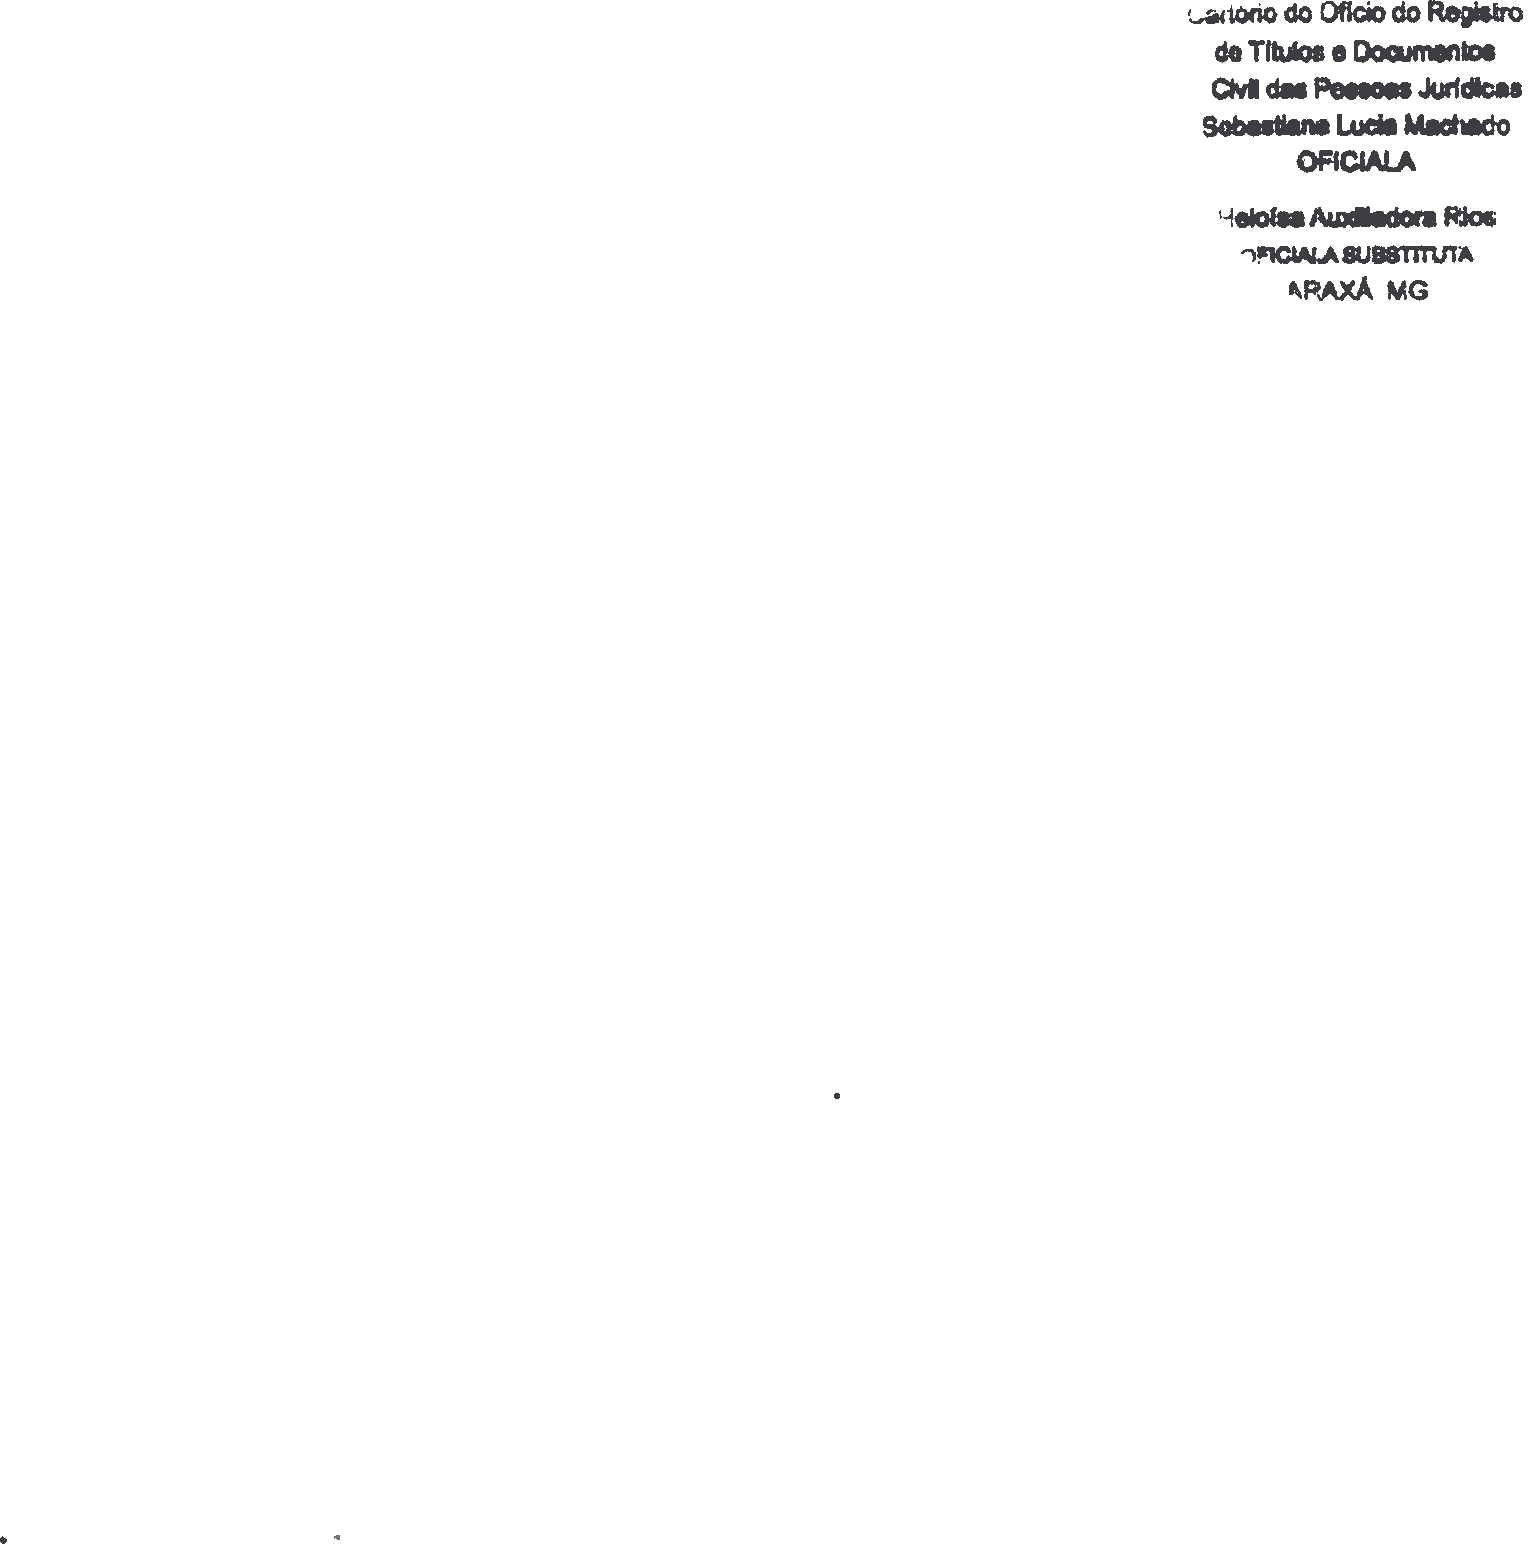 Cartório do Ofício do Registro
de Títulos e Documentos
Civil das Pessoas Jurídicas
Sebastiana Lucia Machado
OFICIALA
Heloísa Auxiliadora Rios
OFICIALA SUBSTITUTA
ARAXÁ MG